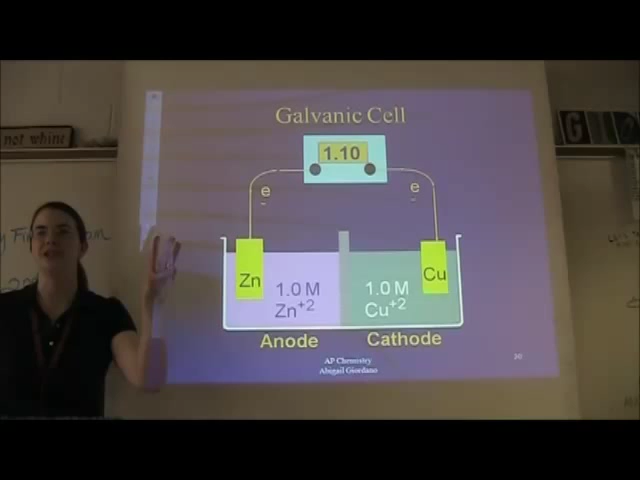 not whine
Galvanic Cell
1.10
e
-
e
-
Zn
1.0 M
Zn+2
1.0 M
Cu+2
Cu
Anode
Cathode
AP Chemistry
Abigail Giordano